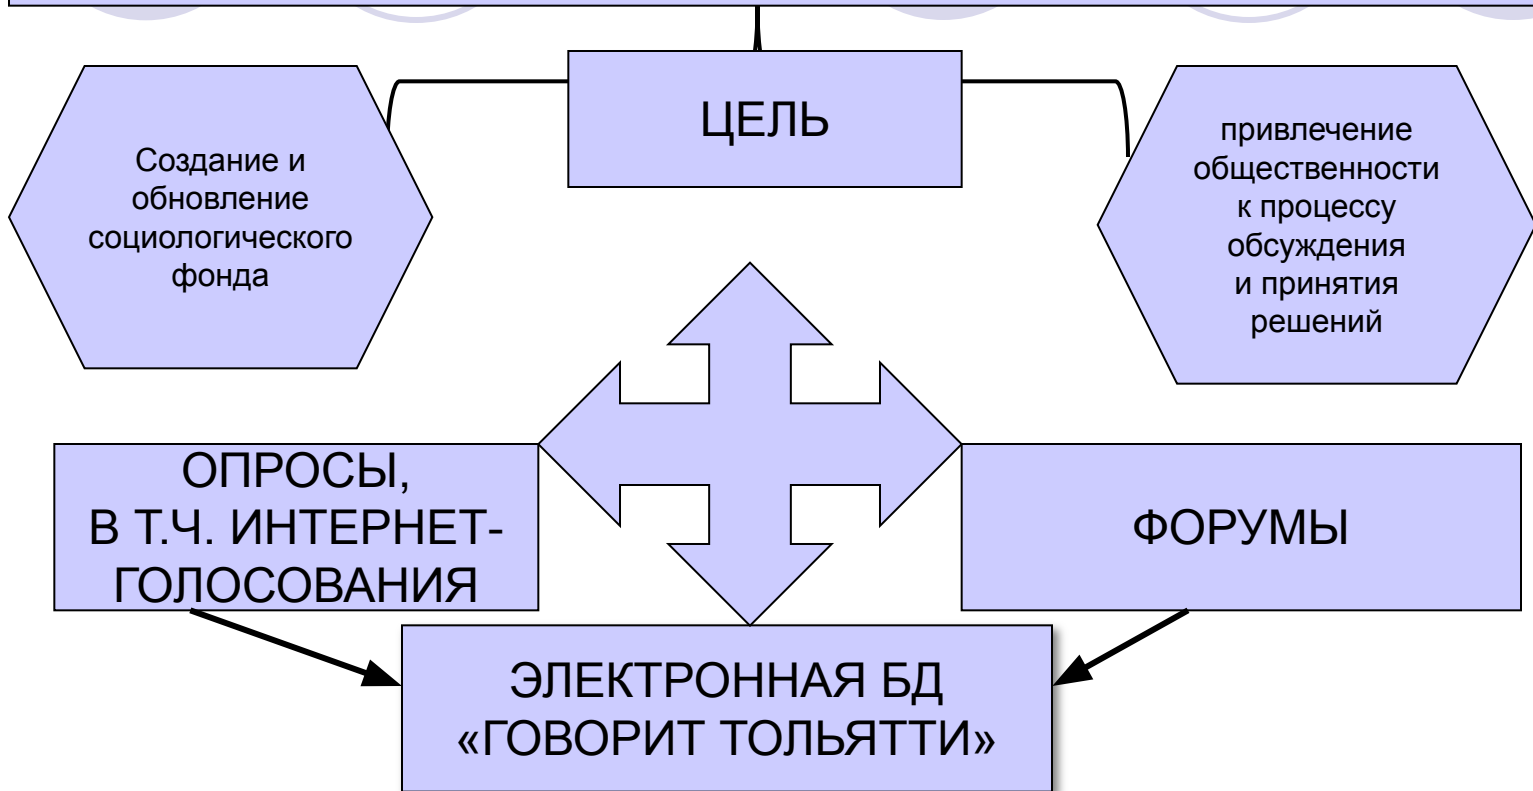 ЦЕЛЬ
Создание и
обновление
социологического
фонда
привлечение
общественности
к процессу
обсуждения
и принятия
решений
ОПРОСЫ,
В Т.Ч. ИНТЕРНЕТ-
ГОЛОСОВАНИЯ
ФОРУМЫ
ЭЛЕКТРОННАЯ БД
«ГОВОРИТ ТОЛЬЯТТИ»